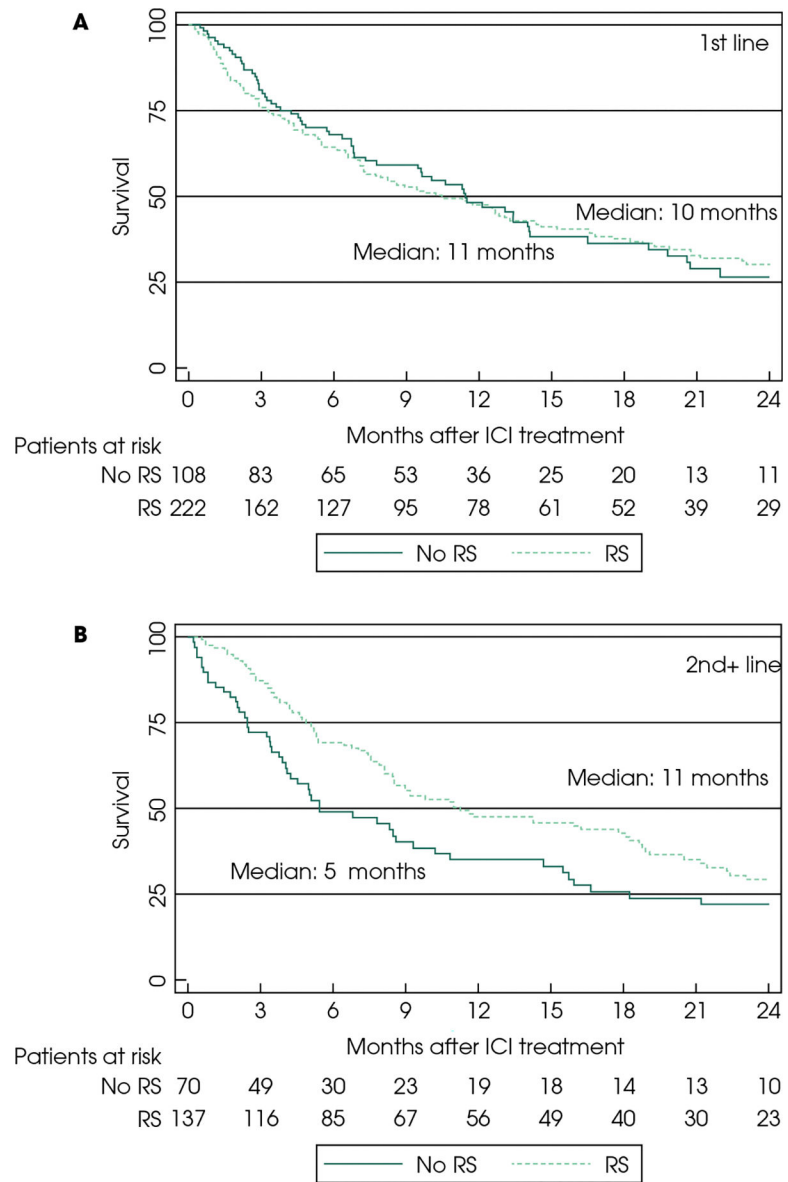 A
1st line
100
75
50
25
0
Survival
Median: 10 months
Median: 11 months
0 3 6 9 12 15 18 21 24
Months after ICI treatment
Patients at risk
No RS 108 83 65 53 36 25 20 13 11
RS 222 162 127 95 78 61 52 39 29
No RS RS
B
2nd+ line
100
75
50
25
0
Survival
Median: 11 months
Median: 5 months
0 3 6 9 12 15 18 21 24
Months after ICI treatment
Patients at risk
No RS 70 49 30 23 19 18 14 13 10
RS 137 116 85 67 56 49 40 30 23
No RS RS